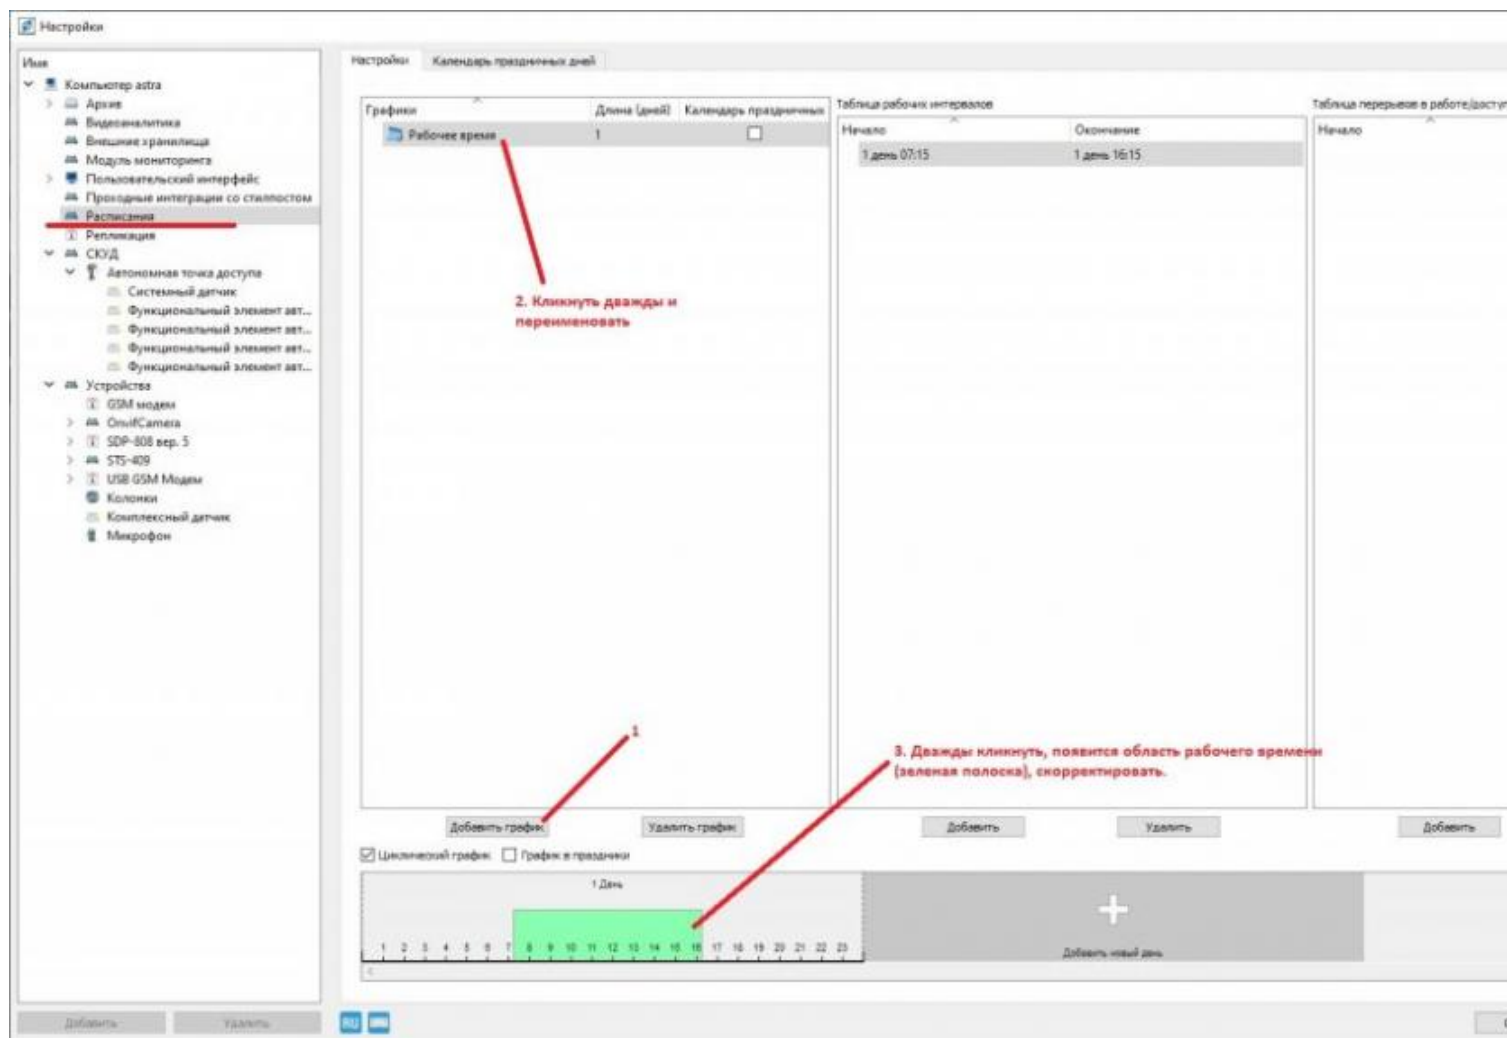 Настройки
Имя
Компьютер astra
Архив
Видеоаналитика
Внешние хранилища
Модуль мониторинга
Пользовательский интерфейс
Проходные интеграции со стилпостом
Расписания
Репликация
СКУД
Автономная точка доступа
Системный датчик
Функциональный элемент авт...
Функциональный элемент авт...
Функциональный элемент авт...
Функциональный элемент авт...
Устройства
GSM модем
OnvifCamera
SDP-808 вер. 5
STS-409
USB GSM Модем
Колонки
Комплексный датчик
Микрофон
Добавить Удалить
Настройки Календарь праздничных дней
Графики Длина (дней) Календарь праздничных
Рабочее время 1
2. Кликнуть дважды и
переименовать
1
Добавить график Удалить график
Таблица рабочих интервалов
Начало Окончание
1 день 07:15 1 день 16:15
3. Дважды кликнуть, появится область рабочего времени
(зеленая полоска), скорректировать.
Добавить Удалить
Таблица перерывов в работе/доступ
Начало
Добавить
Циклический график График в праздники
1 День
1 2 3 4 5 6 7 8 9 10 11 12 13 14 15 16 17 18 19 20 21 22 23
Добавить новый день
RU